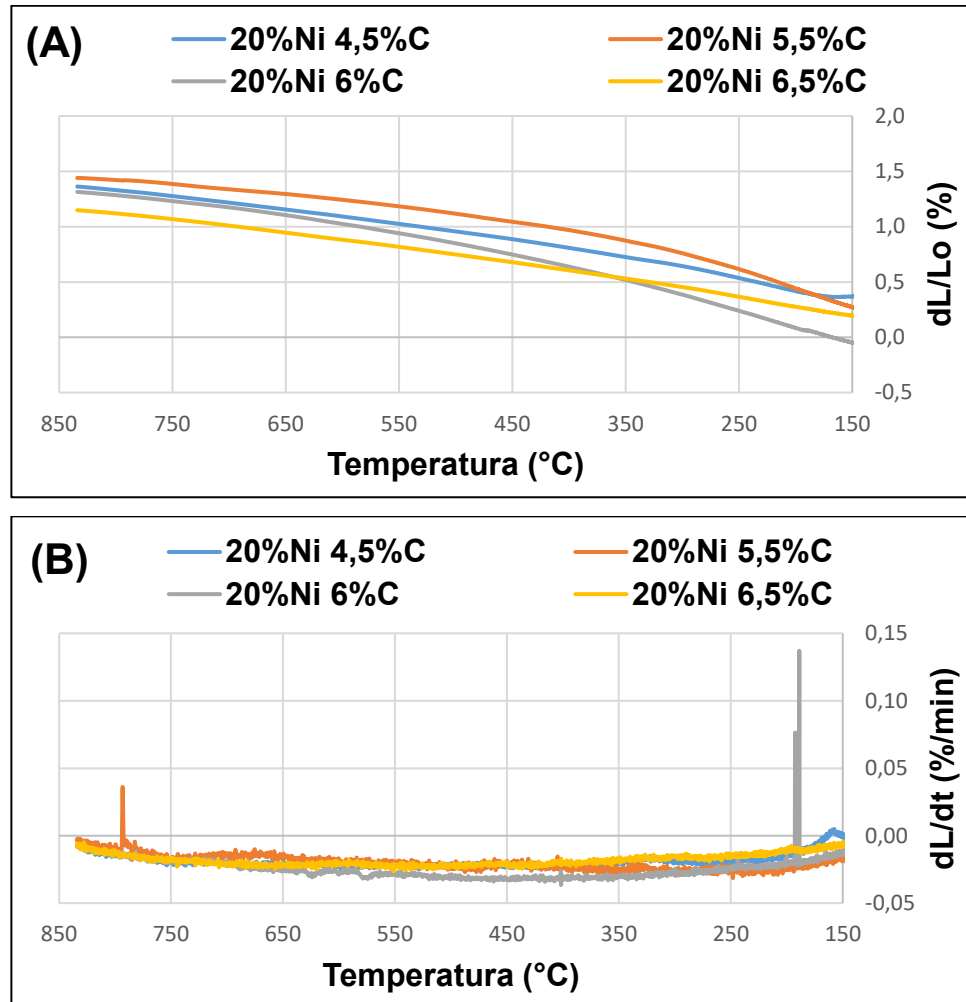 (A)
20%Ni 4,5%C 20%Ni 5,5%C
20%Ni 6%C 20%Ni 6,5%C
2,0
1,5
1,0
0,5
0,0
-0,5
dL/Lo (%)
850 750 650 550 450 350 250 150
Temperatura (°C)
(B)
20%Ni 4,5%C 20%Ni 5,5%C
20%Ni 6%C 20%Ni 6,5%C
0,15
0,10
0,05
0,00
-0,05
dL/dt (%/min)
850 750 650 550 450 350 250 150
Temperatura (°C)